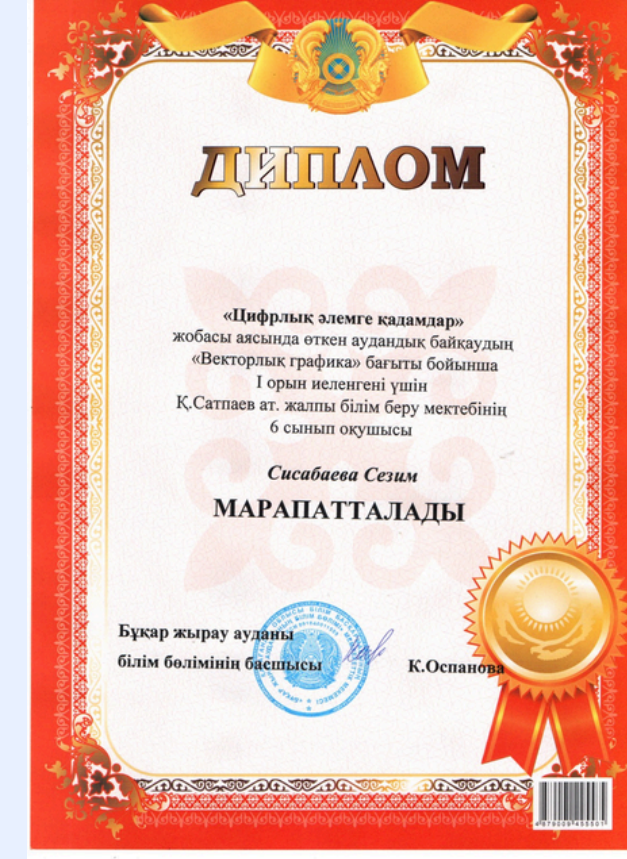 ДИПЛОМ
«Цифрлық әлемге қадамдар»
жобасы аясында өткен аудандық байқаудың
«Векторлық графика» бағыты бойынша
I орын иеленгені үшін
Қ.Сатпаев ат. жалпы білім беру мектебінің
6 сынып оқушысы
Сисабаева Сезим
МАРАПАТТАЛАДЫ
Бұқар жырау ауданы
білім бөлімінің басшысы
К.Оспанова
4879009455501